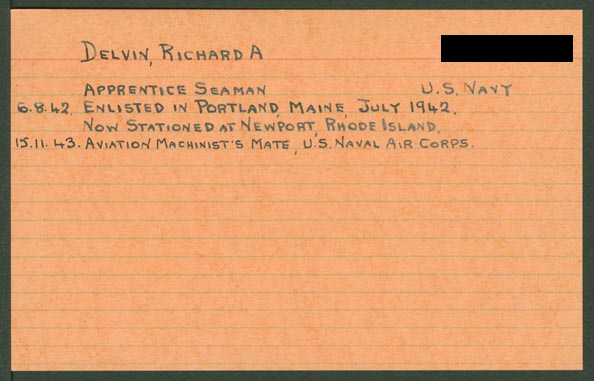 DELVIN, RICHARD A
APPRENTICE SEAMAN U.S. NAVY
6.8.42. ENLISTED IN PORTLAND, MAINE, JULY 1942.
NOW STATIONED AT NEWPORT, RHODE ISLAND.
15.11.43. AVIATION MACHINIST'S MATE, U.S. NAVAL AIR CORPS.